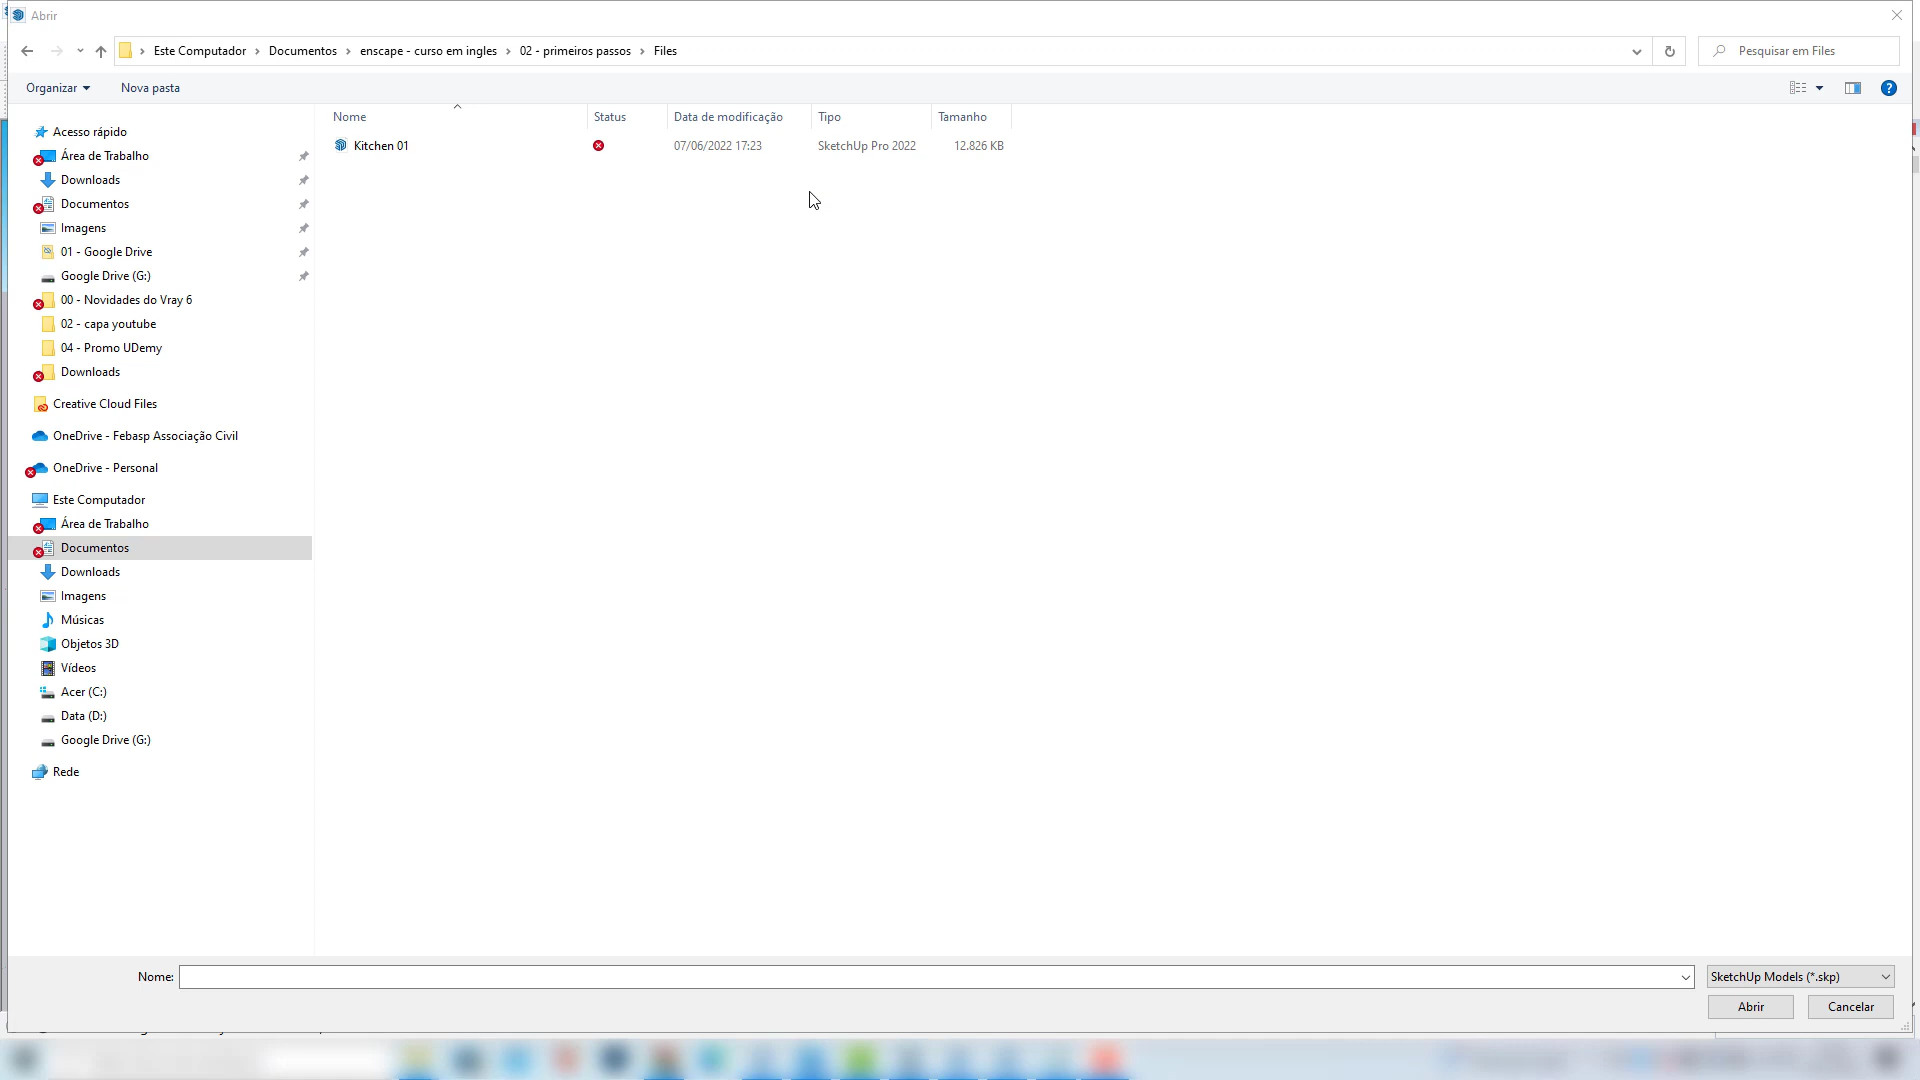 Abrir
Este Computador > Documentos > enscape - curso em ingles > 02 - primeiros passos > Files
Pesquisar em Files
Organizar
Nova pasta
Nome Status Data de modificação Tipo Tamanho
Kitchen 01 07/06/2022 17:23 SketchUp Pro 2022 12.826 KB
Acesso rápido
Área de Trabalho
Downloads
Documentos
Imagens
01 - Google Drive
Google Drive (G:)
00 - Novidades do Vray 6
02 - capa youtube
04 - Promo UDemy
Downloads
Creative Cloud Files
OneDrive - Febasp Associação Civil
OneDrive - Personal
Este Computador
Área de Trabalho
Documentos
Downloads
Imagens
Músicas
Objetos 3D
Vídeos
Acer (C:)
Data (D:)
Google Drive (G:)
Rede
Nome:
SketchUp Models (*.skp)
Abrir
Cancelar